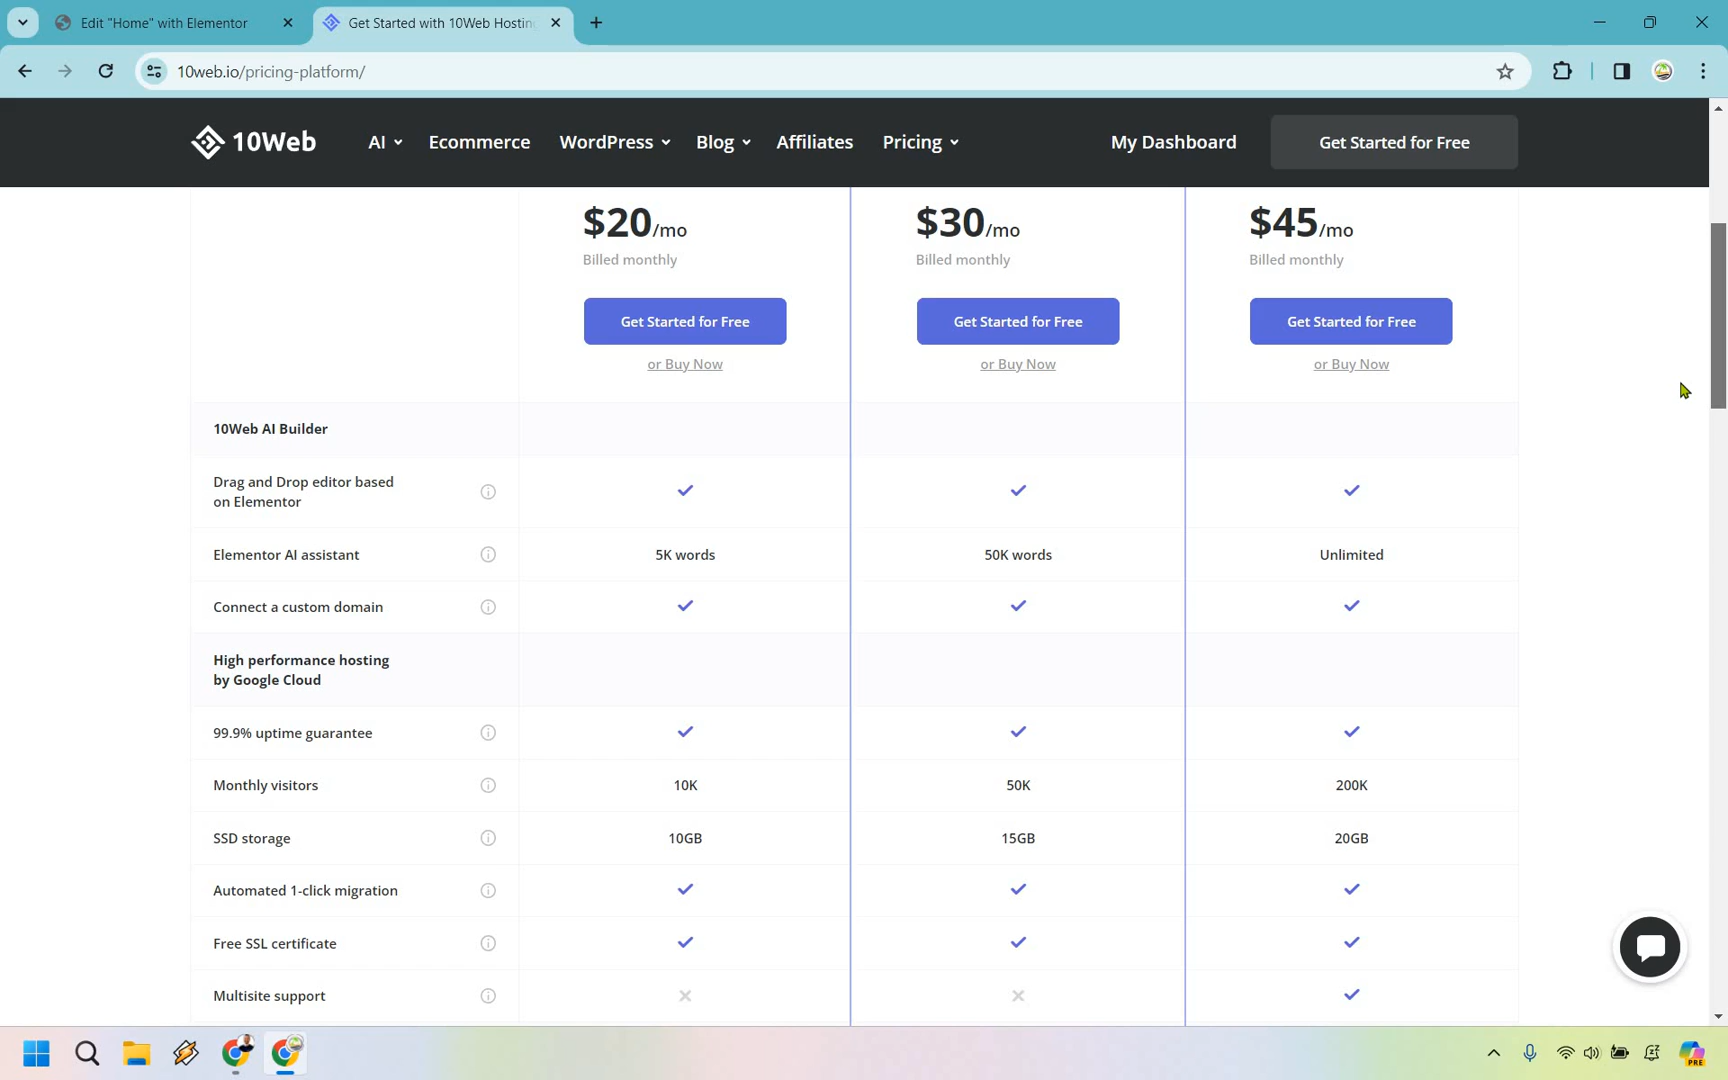 Edit "Home" with Elementor
Get Started with 10Web Hosting
10web.io/pricing-platform/
10Web
AI
Ecommerce
WordPress
Blog
Affiliates
Pricing
My Dashboard
Get Started for Free
$20/mo
$30/mo
$45/mo
Billed monthly
Billed monthly
Billed monthly
Get Started for Free
Get Started for Free
Get Started for Free
or Buy Now
or Buy Now
or Buy Now
10Web AI Builder
Drag and Drop editor based
on Elementor
Elementor AI assistant
5K words
50K words
Unlimited
Connect a custom domain
High performance hosting
by Google Cloud
99.9% uptime guarantee
Monthly visitors
10K
50K
200K
SSD storage
10GB
15GB
20GB
Automated 1-click migration
Free SSL certificate
Multisite support
PRE